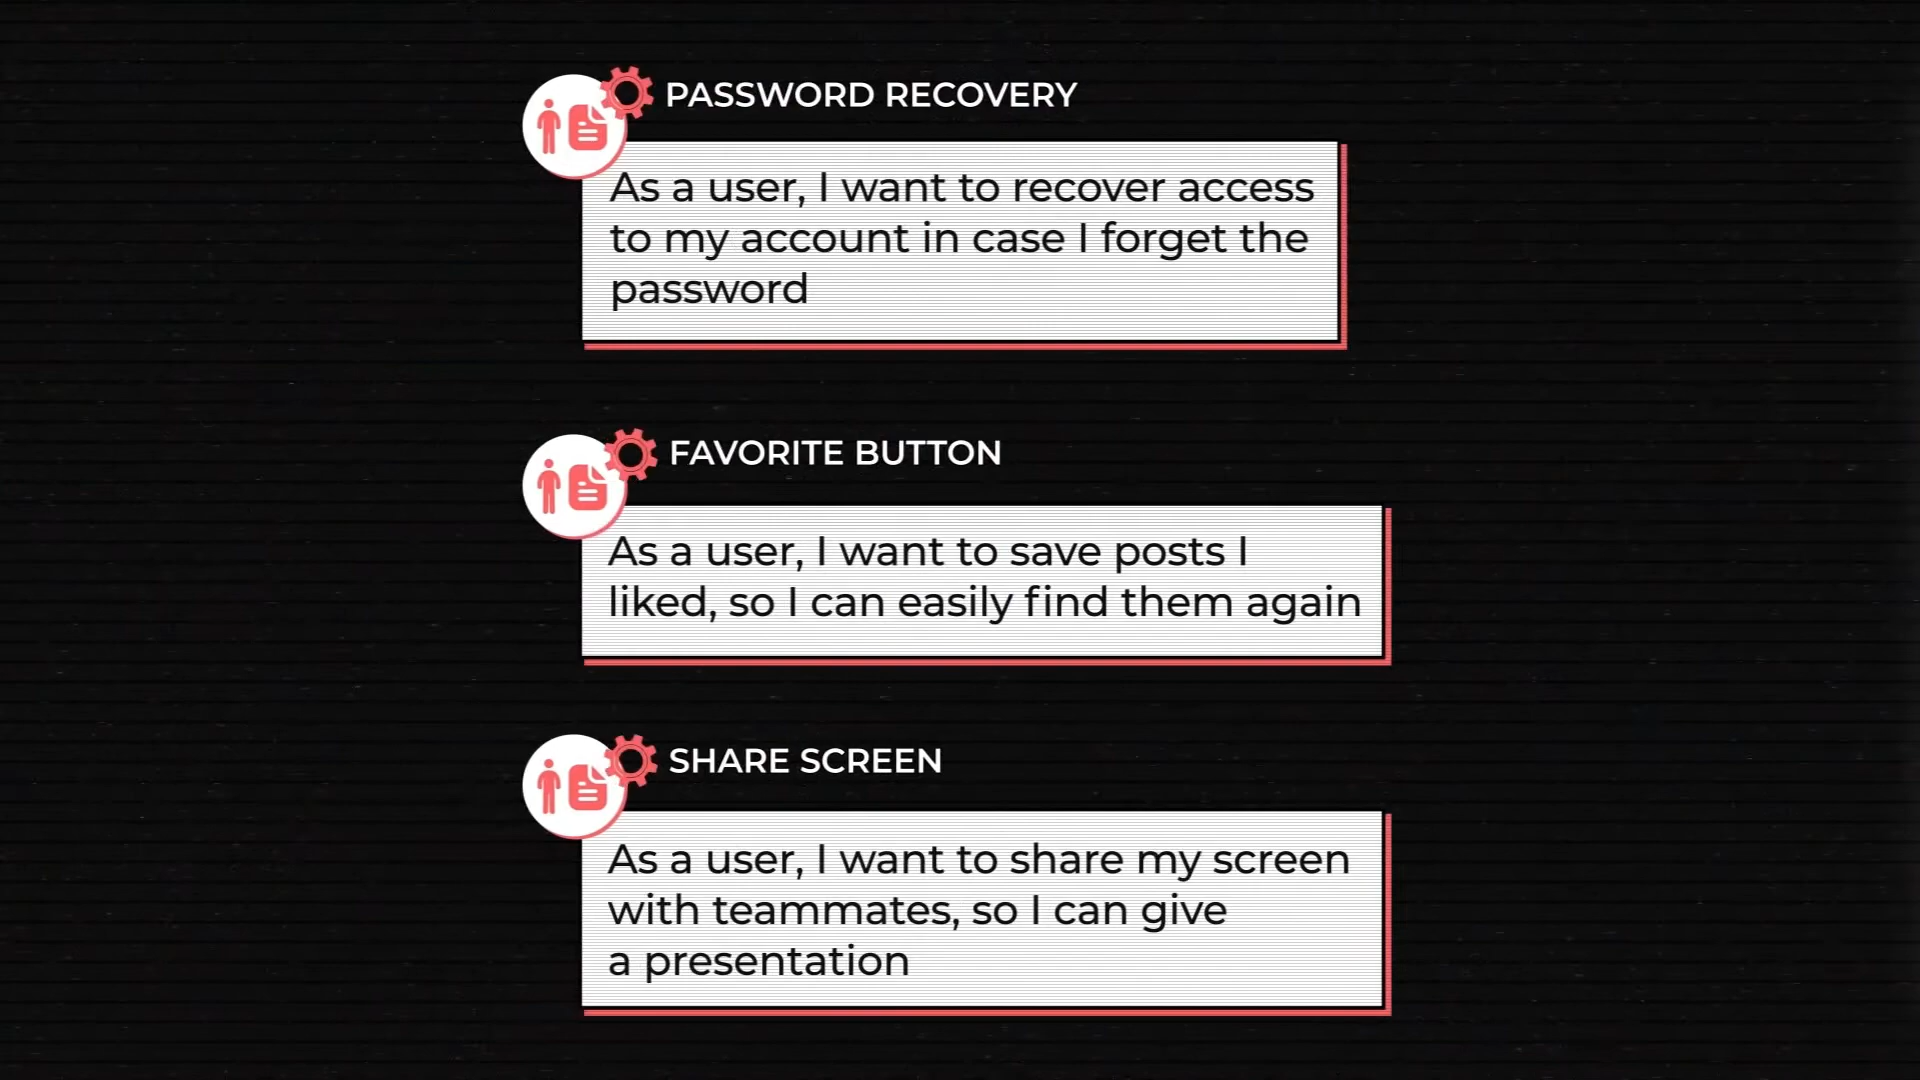 PASSWORD RECOVERY
As a user, I want to recover access
to my account in case I forget the
password
FAVORITE BUTTON
As a user, I want to save posts I
liked, so I can easily find them again
SHARE SCREEN
As a user, I want to share my screen
with teammates, so I can give
a presentation